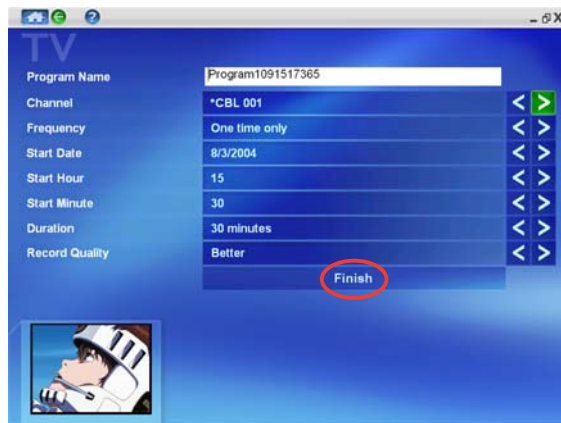 TV
Program Name Program1091517365
Channel *CBL 001 < >
Frequency One time only < >
Start Date 8/3/2004 < >
Start Hour 15 < >
Start Minute 30 < >
Duration 30 minutes < >
Record Quality Better < >
Finish